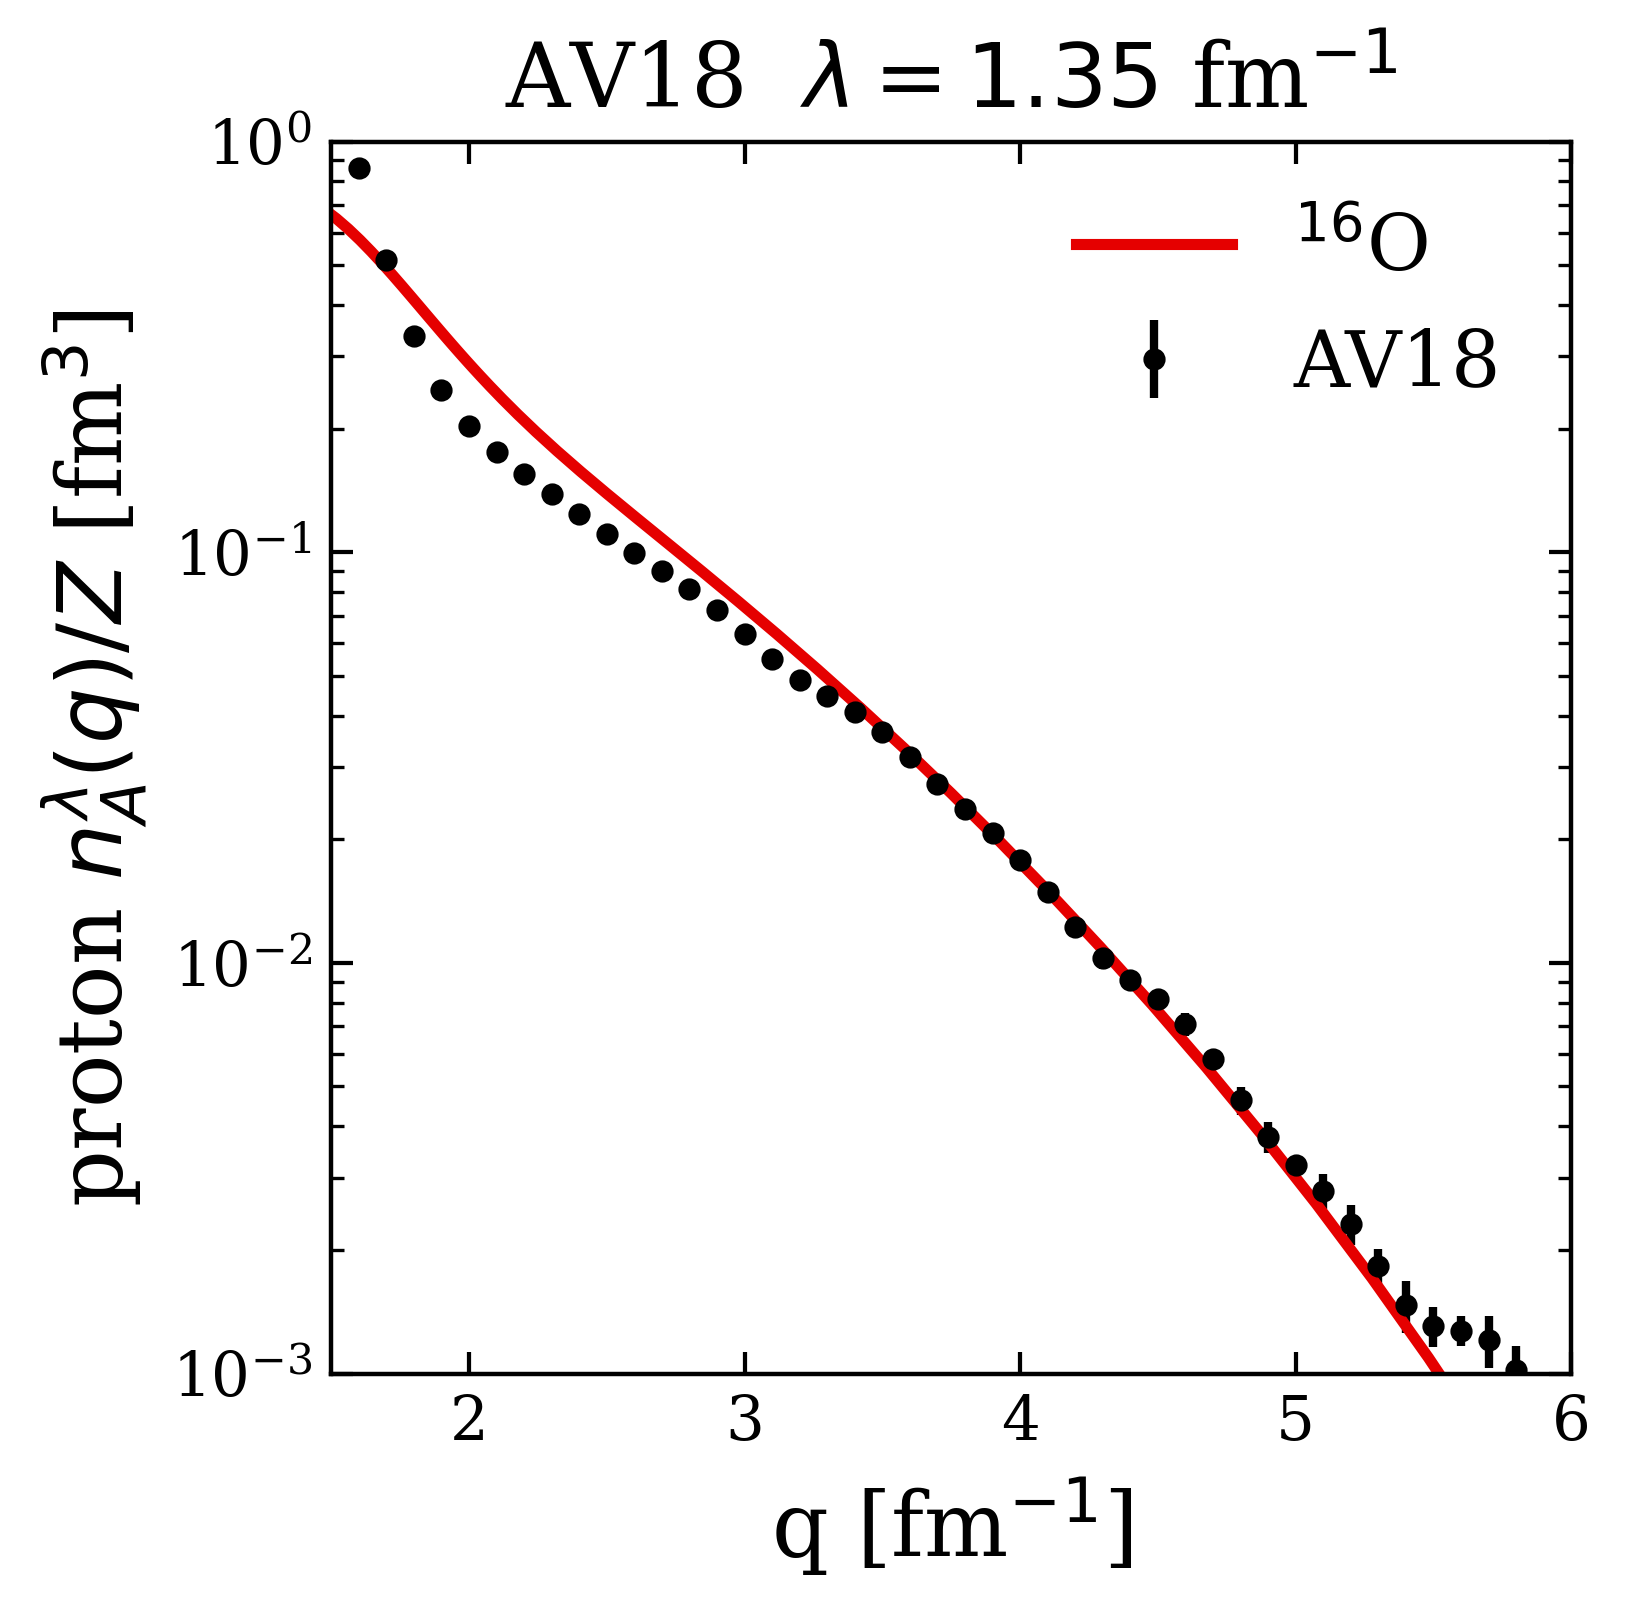 AV18 λ = 1.35 fm⁻¹
10⁰
10⁻¹
10⁻²
10⁻³
proton n_A^λ(q)/Z [fm³]
¹⁶O
AV18
2 3 4 5 6
q [fm⁻¹]